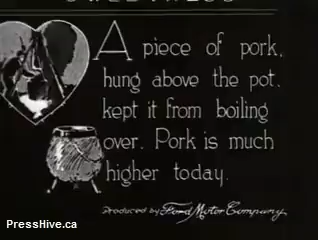 A piece of pork,
hung above the pot,
kept it from boiling
over. Pork is much
higher today.
Produced by Ford Motor Company
PressHive.ca